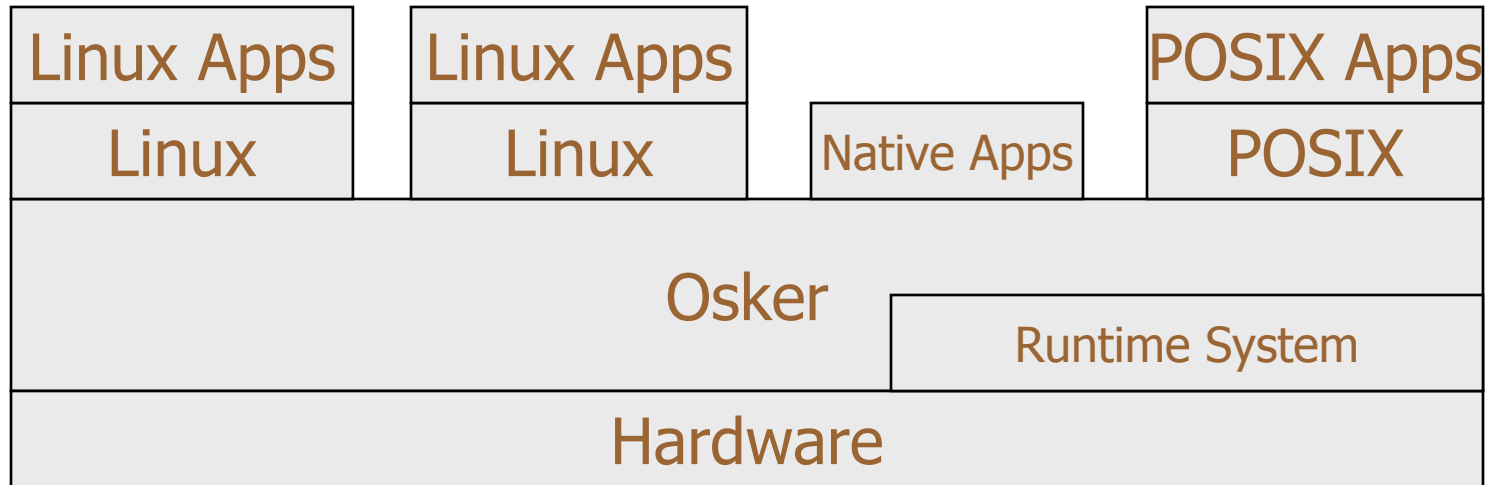 Linux Apps
Linux Apps
POSIX Apps
Linux
Linux
Native Apps
POSIX
Osker
Runtime System
Hardware